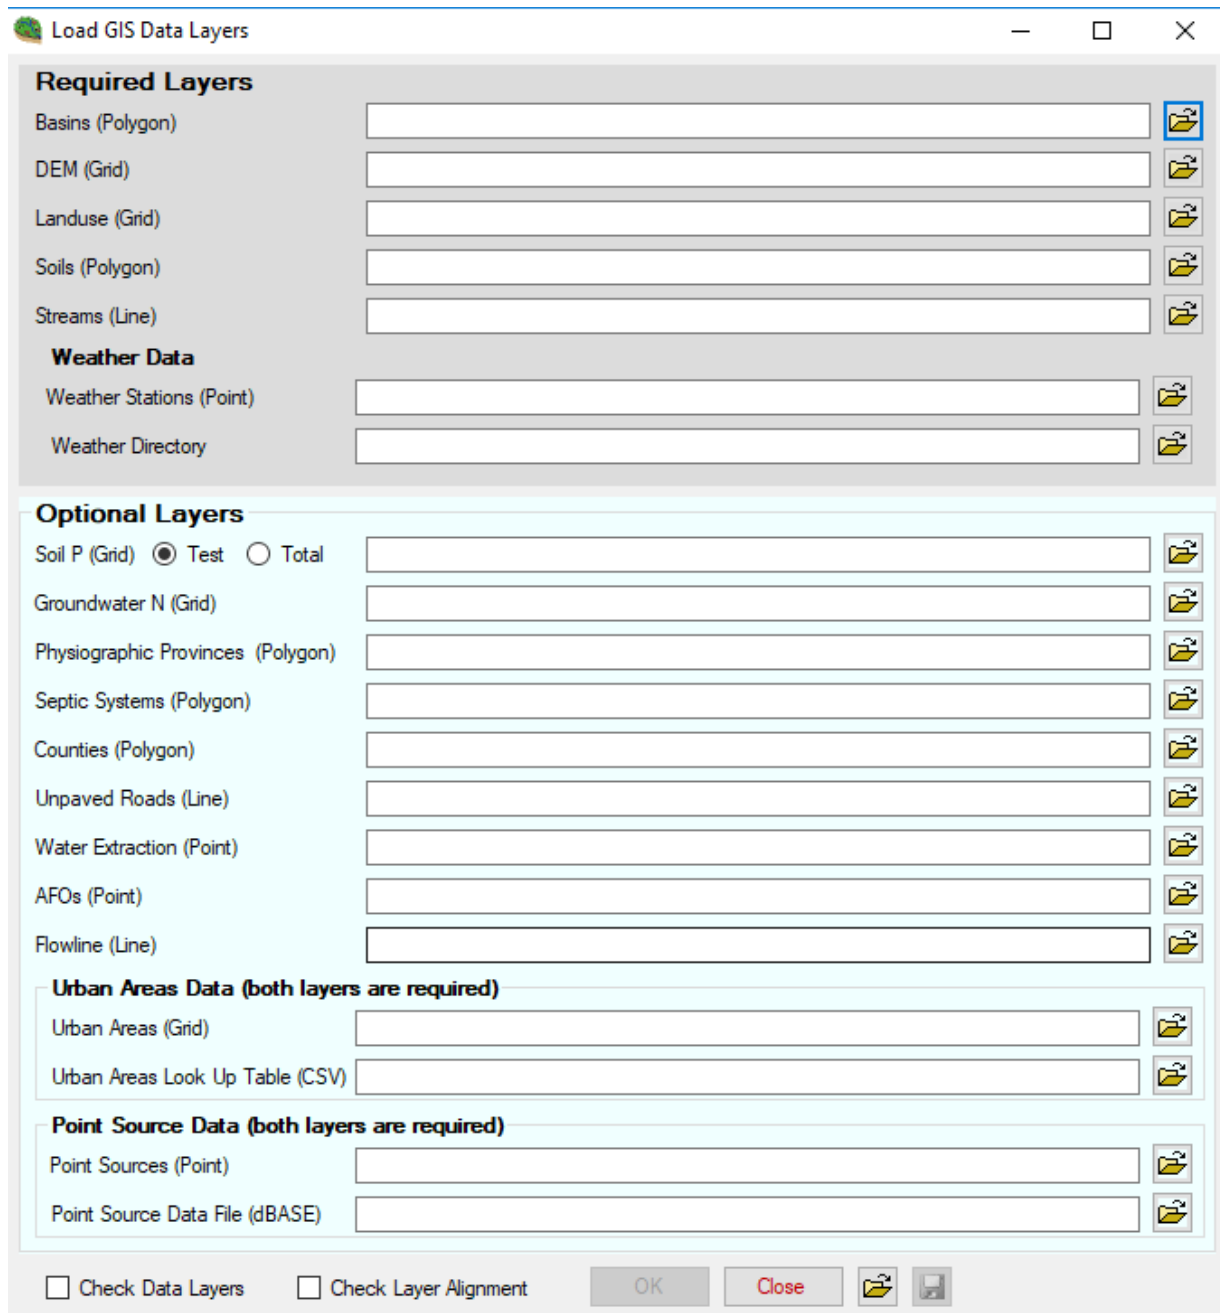 Load GIS Data Layers
Required Layers
Basins (Polygon)
DEM (Grid)
Landuse (Grid)
Soils (Polygon)
Streams (Line)
Weather Data
Weather Stations (Point)
Weather Directory
Optional Layers
Soil P (Grid) Test Total
Groundwater N (Grid)
Physiographic Provinces (Polygon)
Septic Systems (Polygon)
Counties (Polygon)
Unpaved Roads (Line)
Water Extraction (Point)
AFOs (Point)
Flowline (Line)
Urban Areas Data (both layers are required)
Urban Areas (Grid)
Urban Areas Look Up Table (CSV)
Point Source Data (both layers are required)
Point Sources (Point)
Point Source Data File (dBASE)
Check Data Layers Check Layer Alignment OK Close